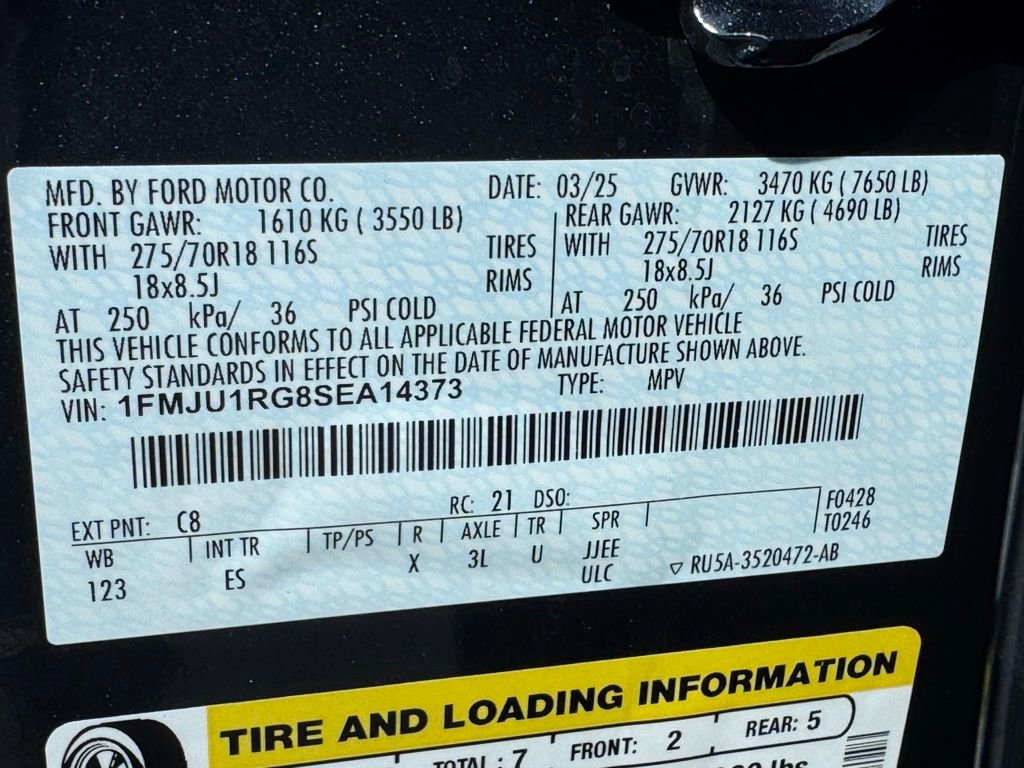 MFD. BY FORD MOTOR CO. DATE: 03/25 GVWR: 3470 KG ( 7650 LB)
FRONT GAWR: 1610 KG ( 3550 LB) REAR GAWR: 2127 KG ( 4690 LB)
WITH 275/70R18 116S TIRES WITH 275/70R18 116S TIRES
18x8.5J RIMS 18x8.5J RIMS
AT 250 kPa/ 36 PSI COLD AT 250 kPa/ 36 PSI COLD
THIS VEHICLE CONFORMS TO ALL APPLICABLE FEDERAL MOTOR VEHICLE
SAFETY STANDARDS IN EFFECT ON THE DATE OF MANUFACTURE SHOWN ABOVE.
VIN: 1FMJU1RG8SEA14373 TYPE: MPV
EXT PNT: C8 RC: 21 DSO: F0428
WB INT TR TP/PS R AXLE TR SPR T0246
123 ES X 3L U JJEE
ULC ▽ RU5A-3520472-AB
TIRE AND LOADING INFORMATION
TOTAL : 7 FRONT: 2 REAR: 5
lbs